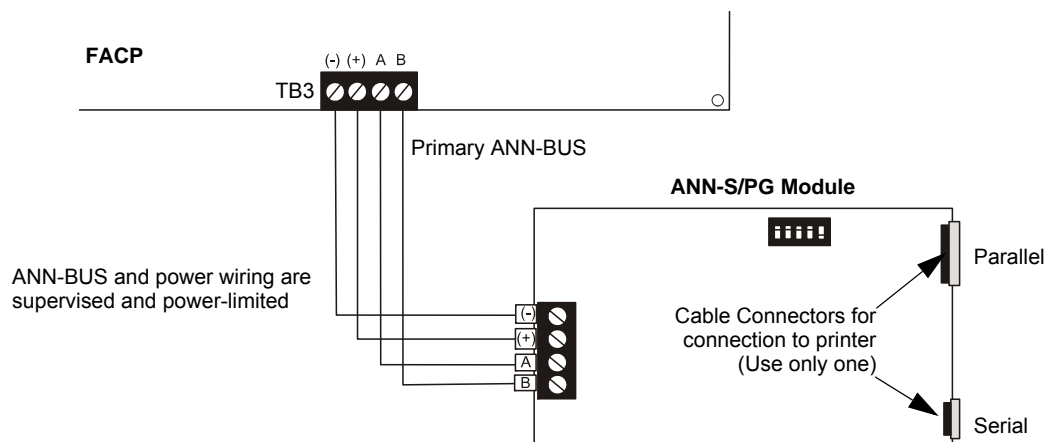 FACP
(-) (+) A B
TB3
Primary ANN-BUS
ANN-S/PG Module
ANN-BUS and power wiring are
supervised and power-limited
Parallel
Cable Connectors for
connection to printer
(Use only one)
(-)
(+)
A
B
Serial